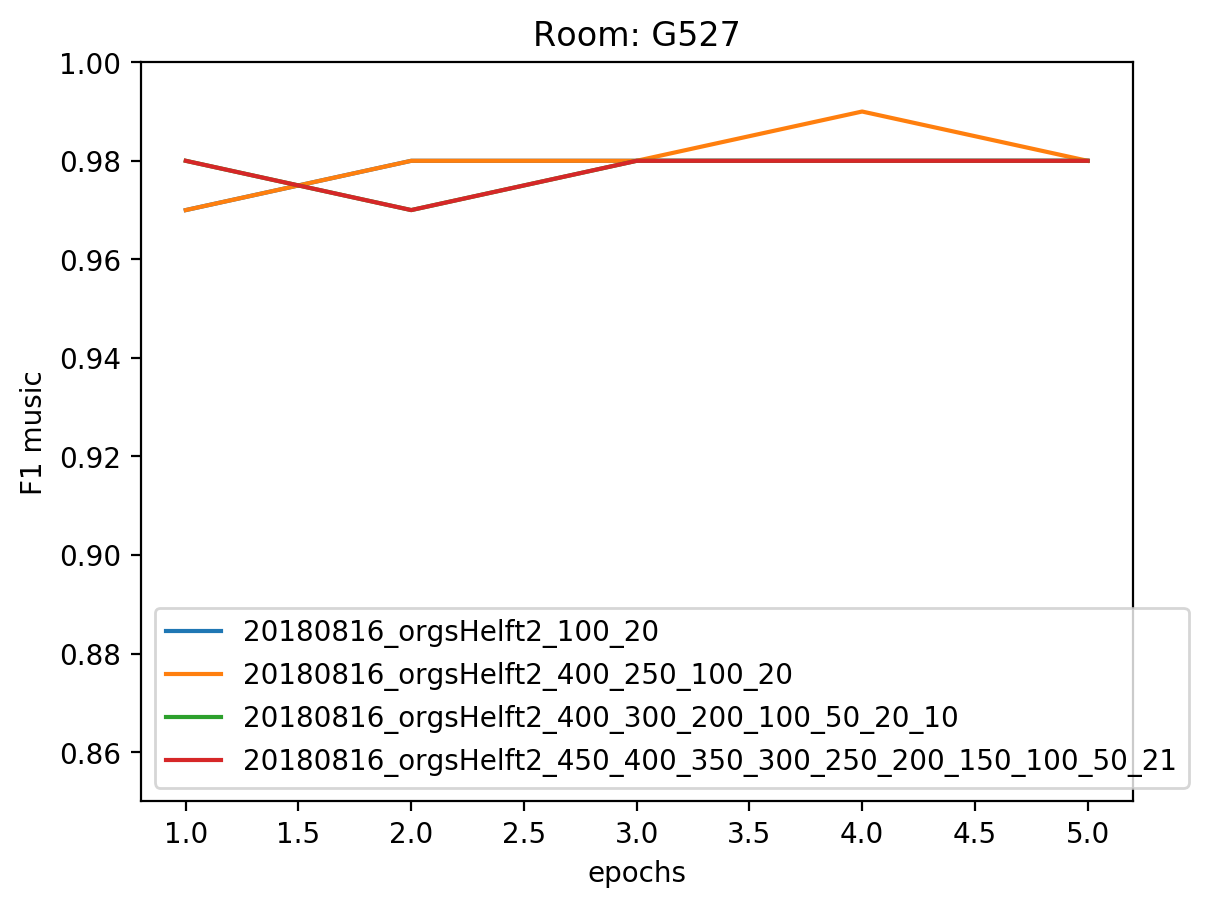 Room: G527
1.00
0.98
0.96
0.94
0.92
0.90
0.88
0.86
F1 music
20180816_orgsHelft2_100_20
20180816_orgsHelft2_400_250_100_20
20180816_orgsHelft2_400_300_200_100_50_20_10
20180816_orgsHelft2_450_400_350_300_250_200_150_100_50_21
1.0 1.5 2.0 2.5 3.0 3.5 4.0 4.5 5.0
epochs